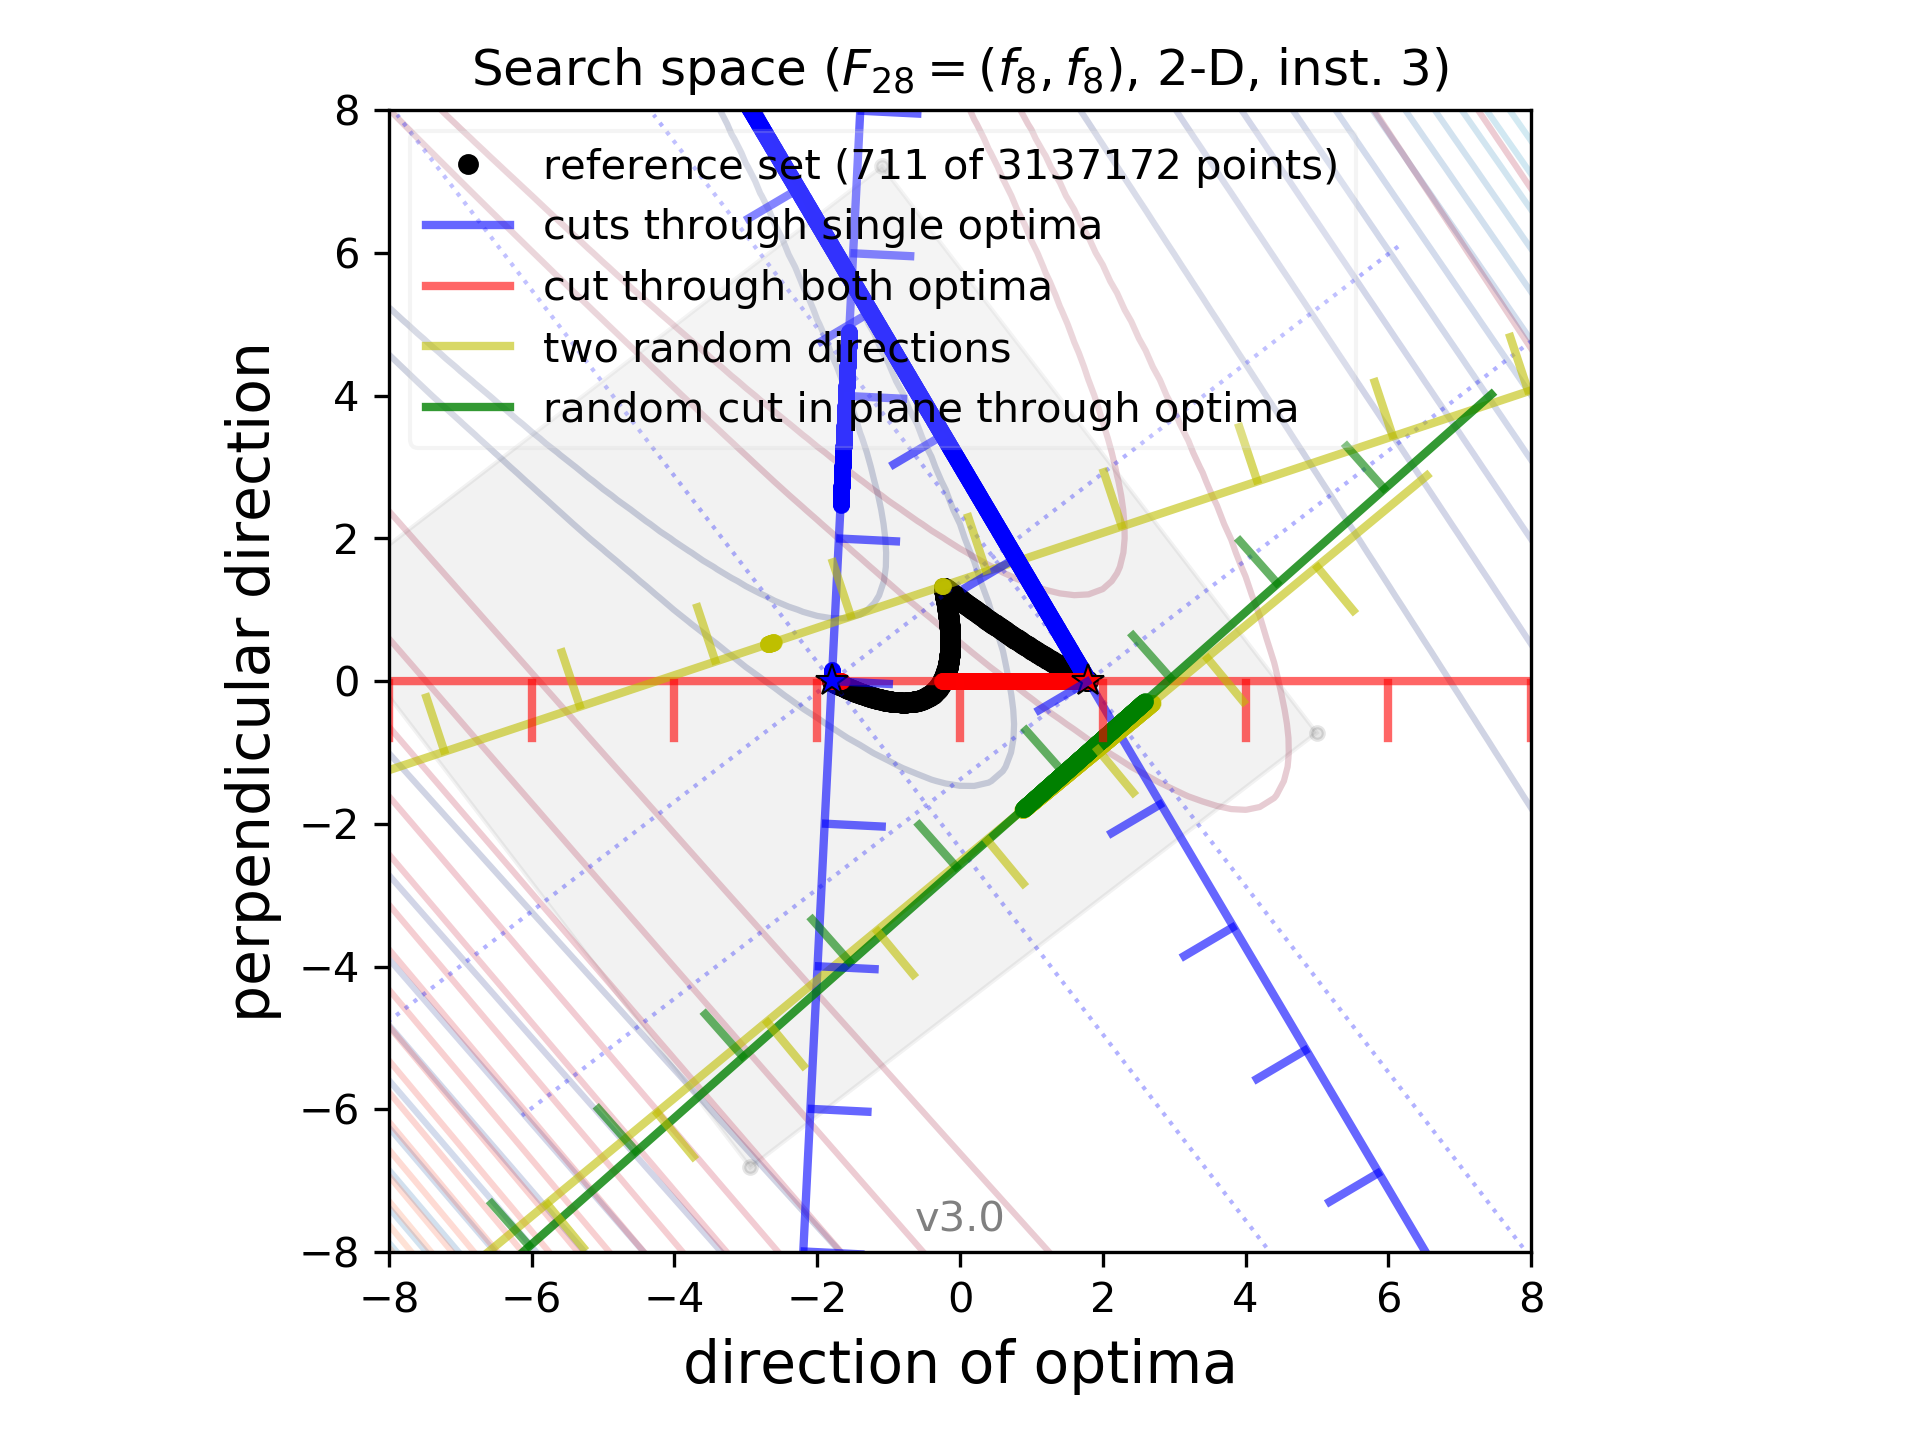 Search space (F28 = (f8, f8), 2-D, inst. 3)
reference set (711 of 3137172 points)
cuts through single optima
cut through both optima
two random directions
random cut in plane through optima
8
6
4
2
0
−2
−4
−6
−8
perpendicular direction
v3.0
−8 −6 −4 −2 0 2 4 6 8
direction of optima